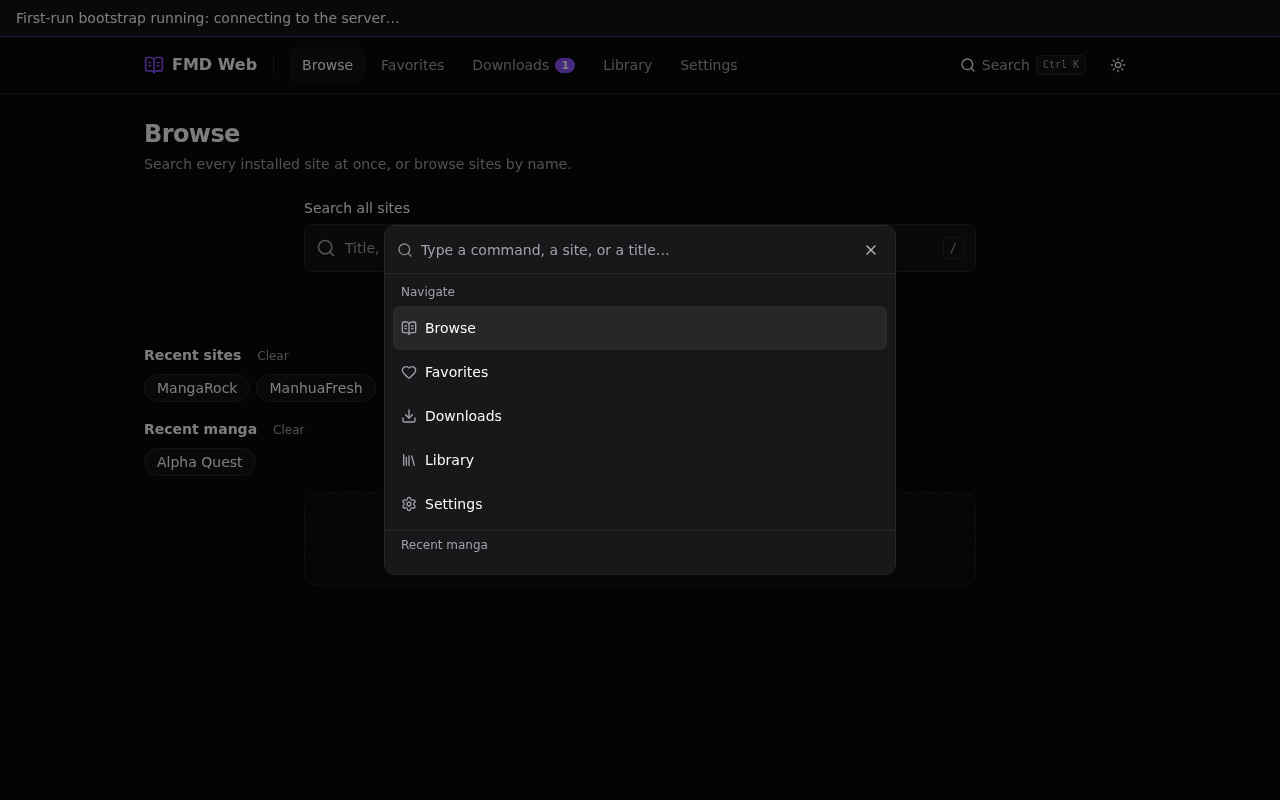 First-run bootstrap running: connecting to the server…
FMD Web
Browse
Favorites
Downloads 1
Library
Settings
Search Ctrl K
Browse
Search every installed site at once, or browse sites by name.
Search all sites
Title,
/
Type a command, a site, or a title…
Navigate
Browse
Favorites
Downloads
Library
Settings
Recent manga
Recent sites Clear
MangaRock ManhuaFresh
Recent manga Clear
Alpha Quest